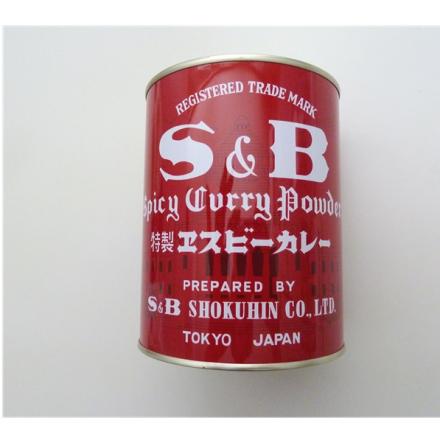 REGISTERED TRADE MARK
S & B
Spicy Curry Powder
特製 ヱスビーカレー
PREPARED BY
S&B SHOKUHIN CO., LTD.
TOKYO JAPAN